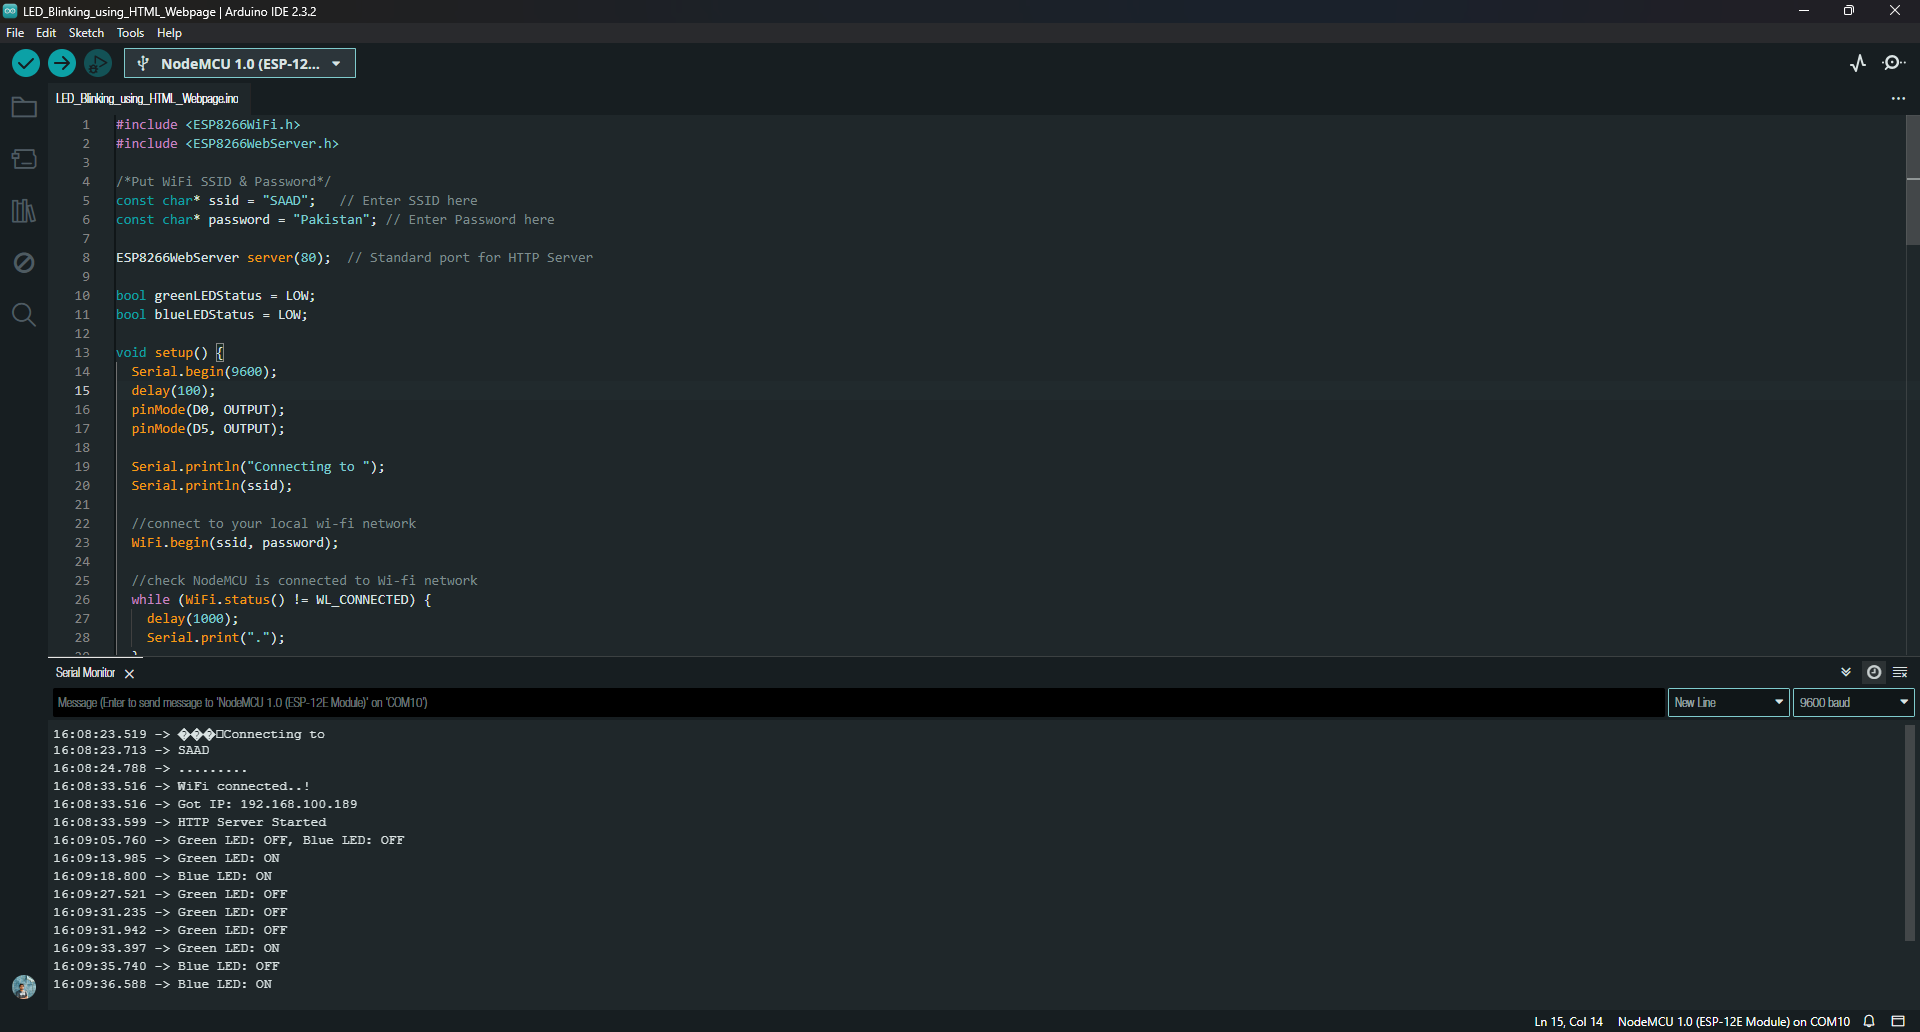 LED_Blinking_using_HTML_Webpage | Arduino IDE 2.3.2
File Edit Sketch Tools Help
NodeMCU 1.0 (ESP-12...
LED_Blinking_using_HTML_Webpage.ino
1 #include <ESP8266WiFi.h>
2 #include <ESP8266WebServer.h>
3
4 /*Put WiFi SSID & Password*/
5 const char* ssid = "SAAD";   // Enter SSID here
6 const char* password = "Pakistan"; // Enter Password here
7
8 ESP8266WebServer server(80);  // Standard port for HTTP Server
9
10 bool greenLEDStatus = LOW;
11 bool blueLEDStatus = LOW;
12
13 void setup() {
14   Serial.begin(9600);
15   delay(100);
16   pinMode(D0, OUTPUT);
17   pinMode(D5, OUTPUT);
18
19   Serial.println("Connecting to ");
20   Serial.println(ssid);
21
22   //connect to your local wi-fi network
23   WiFi.begin(ssid, password);
24
25   //check NodeMCU is connected to Wi-fi network
26   while (WiFi.status() != WL_CONNECTED) {
27     delay(1000);
28     Serial.print(".");
Serial Monitor
Message (Enter to send message to 'NodeMCU 1.0 (ESP-12E Module)' on 'COM10')
New Line
9600 baud
16:08:23.519 -> ���□Connecting to
16:08:23.713 -> SAAD
16:08:24.788 -> .........
16:08:33.516 -> WiFi connected..!
16:08:33.516 -> Got IP: 192.168.100.189
16:08:33.599 -> HTTP Server Started
16:09:05.760 -> Green LED: OFF, Blue LED: OFF
16:09:13.985 -> Green LED: ON
16:09:18.800 -> Blue LED: ON
16:09:27.521 -> Green LED: OFF
16:09:31.235 -> Green LED: OFF
16:09:31.942 -> Green LED: OFF
16:09:33.397 -> Green LED: ON
16:09:35.740 -> Blue LED: OFF
16:09:36.588 -> Blue LED: ON
Ln 15, Col 14 NodeMCU 1.0 (ESP-12E Module) on COM10